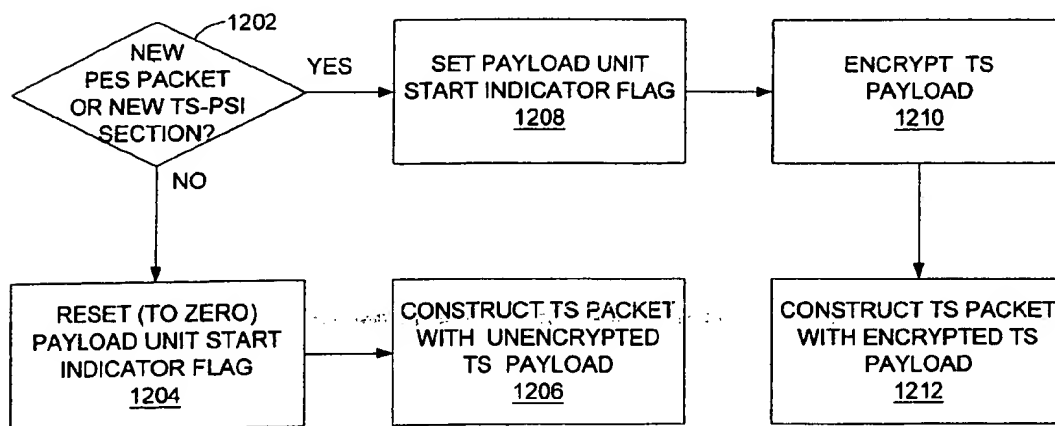 1202
NEW
PES PACKET
OR NEW TS-PSI
SECTION?
YES
NO
SET PAYLOAD UNIT
START INDICATOR FLAG
1208
ENCRYPT TS
PAYLOAD
1210
RESET (TO ZERO)
PAYLOAD UNIT START
INDICATOR FLAG
1204
CONSTRUCT TS PACKET
WITH UNENCRYPTED
TS PAYLOAD
1206
CONSTRUCT TS PACKET
WITH ENCRYPTED TS
PAYLOAD
1212